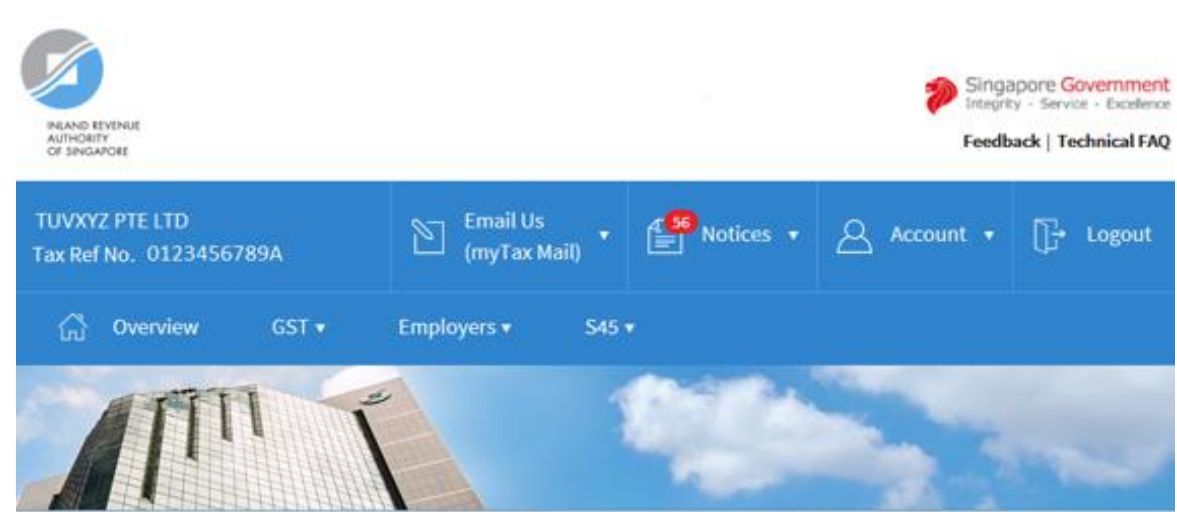 INLAND REVENUE
AUTHORITY
OF SINGAPORE
Singapore Government
Integrity · Service · Excellence
Feedback | Technical FAQ
TUVXYZ PTE LTD
Tax Ref No. 0123456789A
Email Us
(myTax Mail)
56
Notices
Account
Logout
Overview
GST
Employers
S45